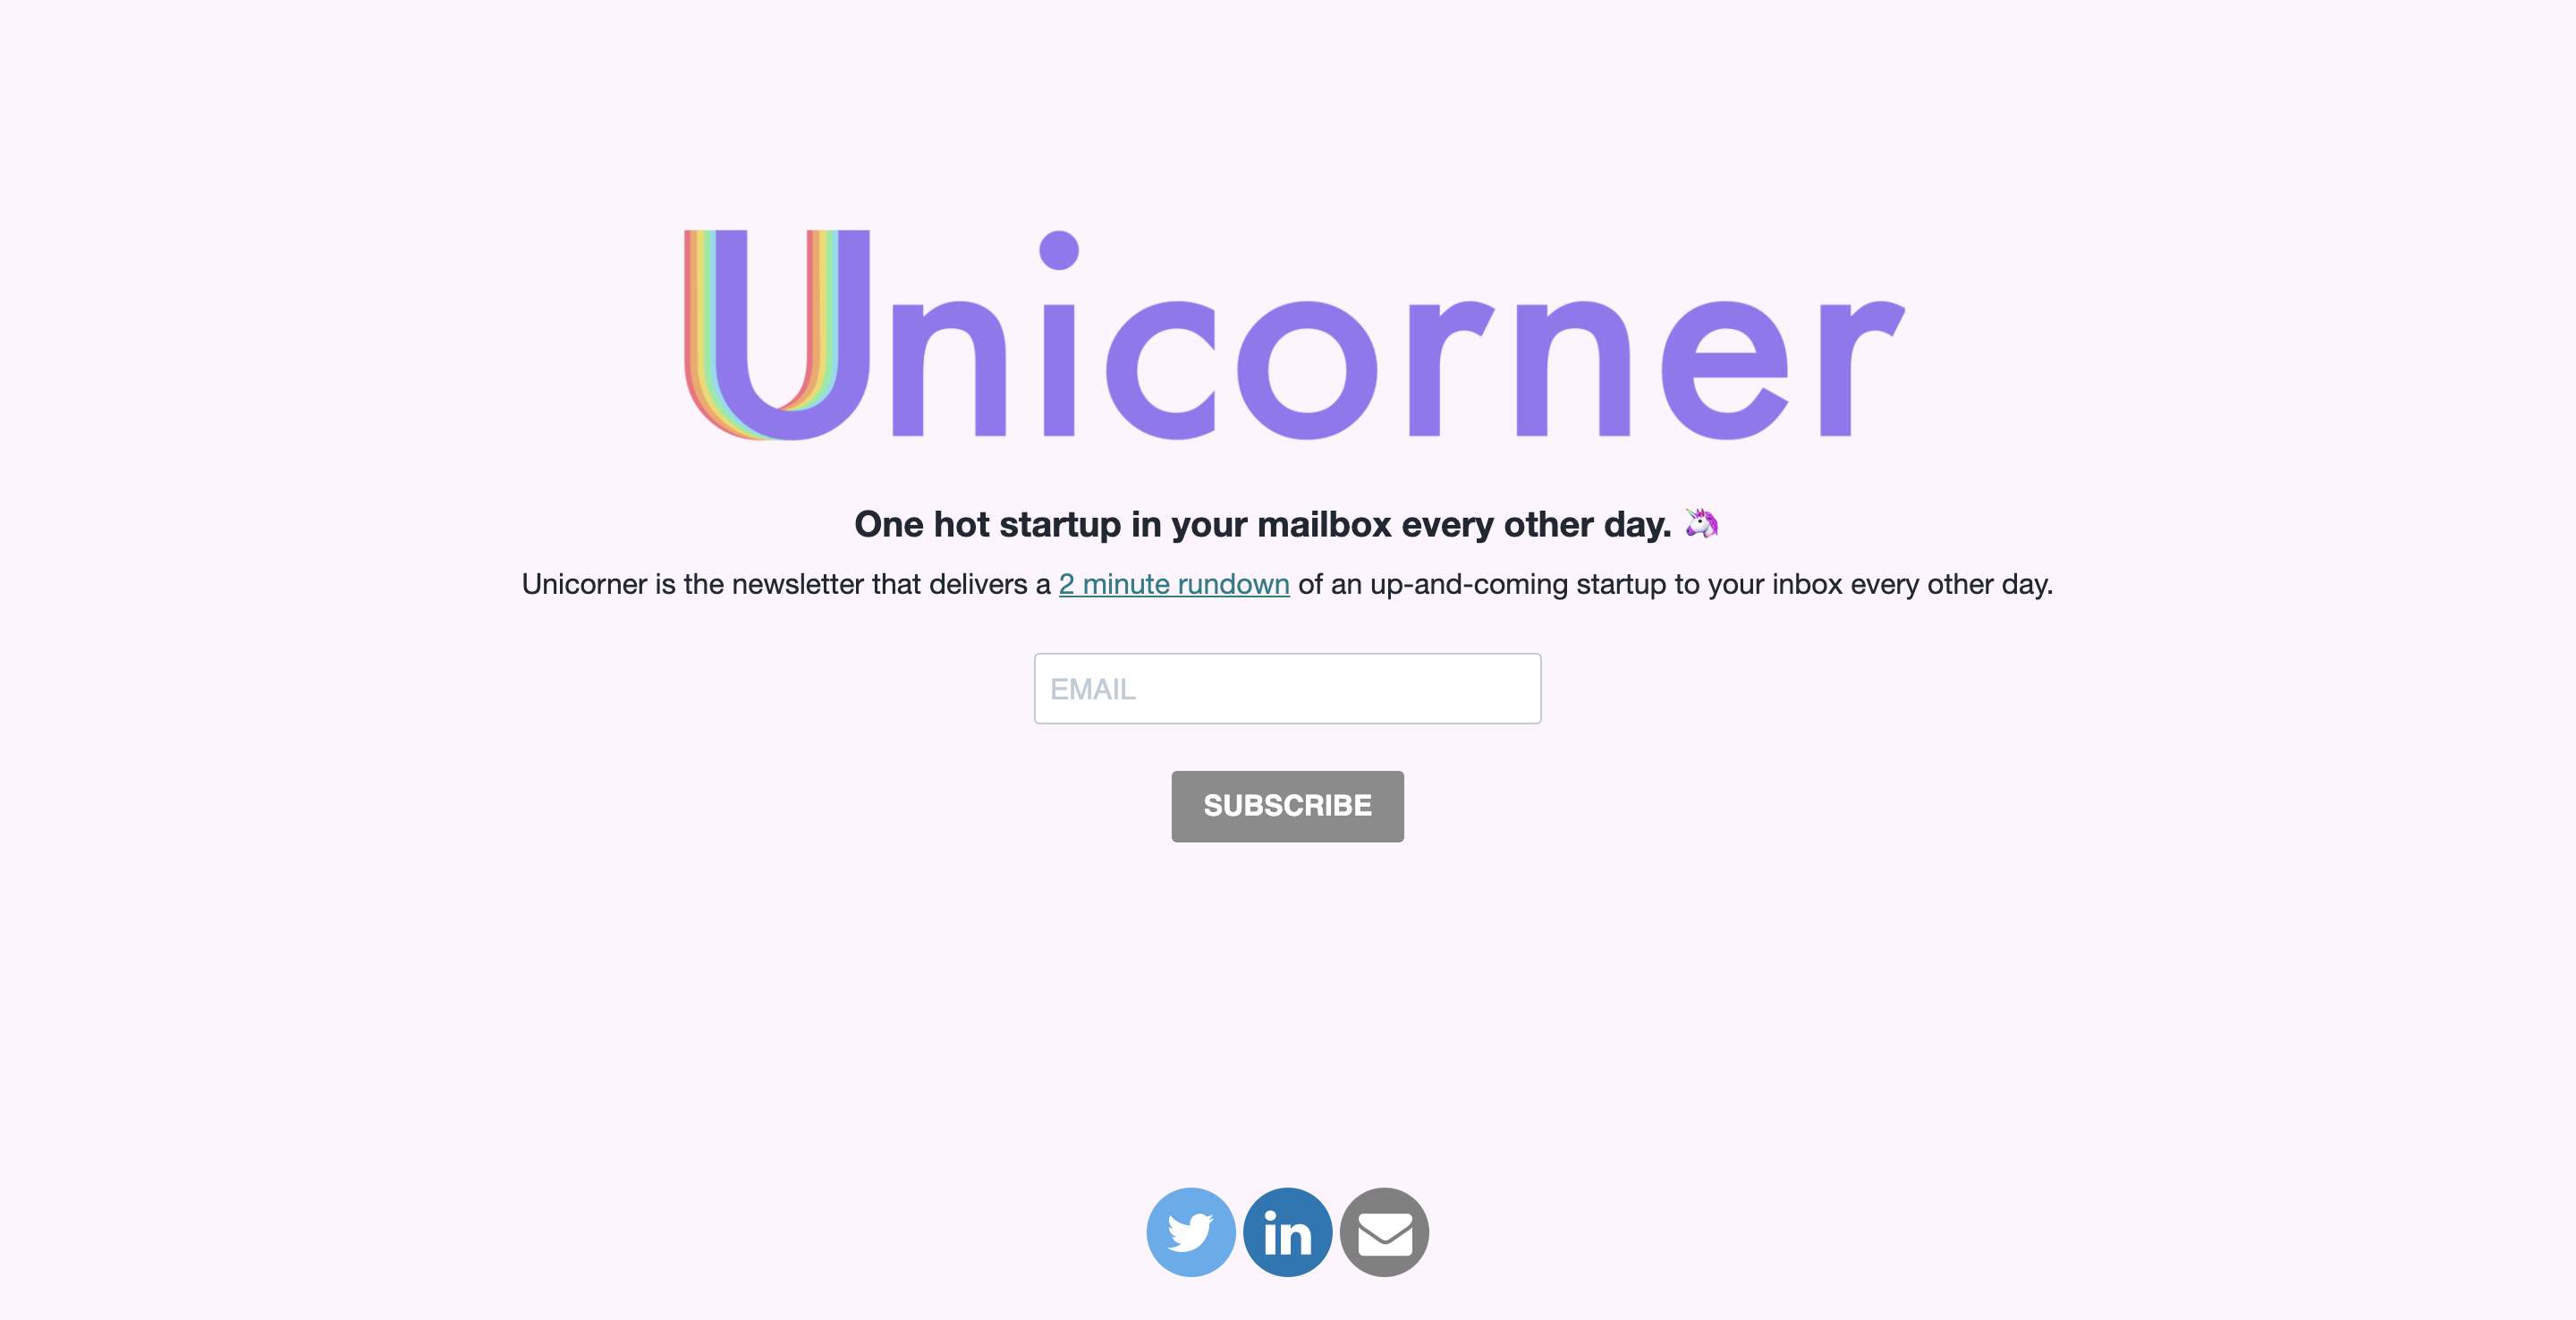 Unicorner
One hot startup in your mailbox every other day. 🦄
Unicorner is the newsletter that delivers a 2 minute rundown of an up-and-coming startup to your inbox every other day.
EMAIL
SUBSCRIBE
in